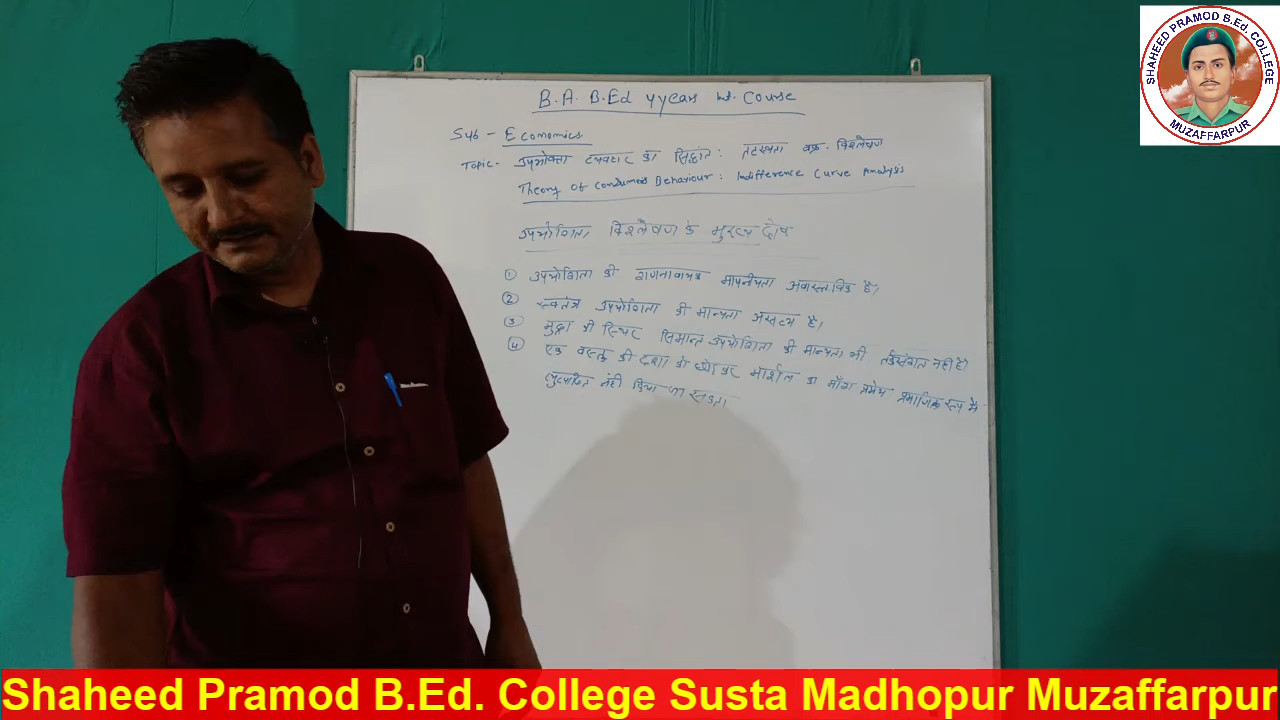 SHAHEED PRAMOD B.Ed. COLLEGE
MUZAFFARPUR
B.A. B.Ed 4 years Int. Course
Sub - Economics
Topic - उपभोक्ता व्यवहार का सिद्धांत : तटस्थता वक्र विश्लेषण
Theory of Consumers Behaviour : Indifference Curve Analysis
उपयोगिता विश्लेषण के मुख्य दोष
① उपयोगिता की गणनावाचक मापनीयता अवास्तविक है।
② स्वतंत्र उपयोगिता की मान्यता असत्य है।
③ मुद्रा की स्थिर सिमान्त उपयोगिता की मान्यता भी तर्कसंगत नहीं है।
④ एक वस्तु की दशा को छोड़कर मार्शल का माँग प्रमेय प्रमाणिक रूप में
नहीं किया जा सकता।
Shaheed Pramod B.Ed. College Susta Madhopur Muzaffarpur